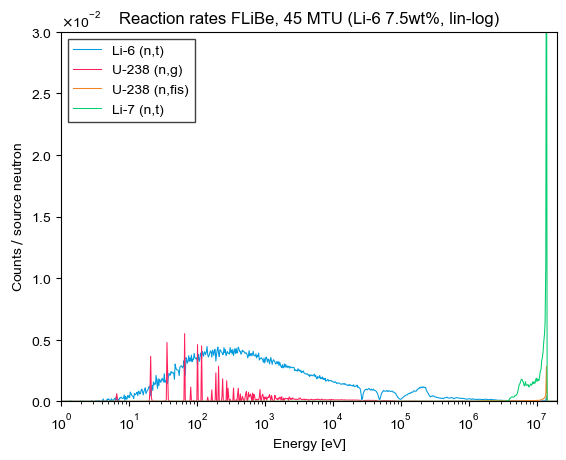 ×10⁻²
Reaction rates FLiBe, 45 MTU (Li-6 7.5wt%, lin-log)
3.0
2.5
2.0
1.5
1.0
0.5
0.0
Counts / source neutron
Li-6 (n,t)
U-238 (n,g)
U-238 (n,fis)
Li-7 (n,t)
10⁰ 10¹ 10² 10³ 10⁴ 10⁵ 10⁶ 10⁷
Energy [eV]